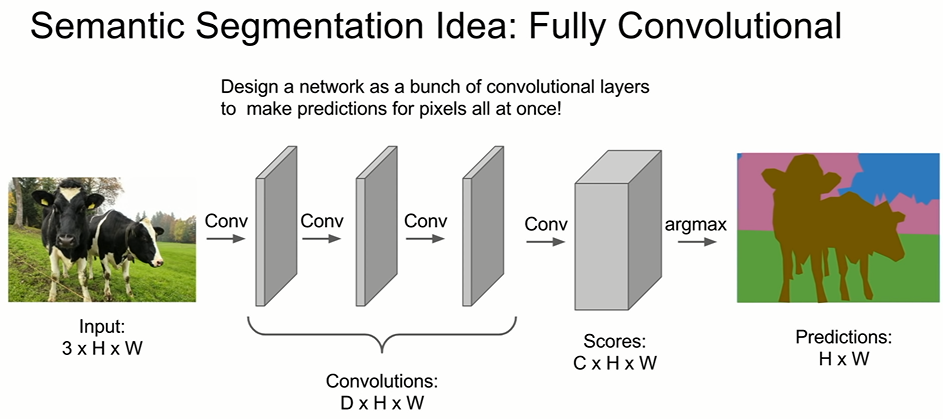 Semantic Segmentation Idea: Fully Convolutional
Design a network as a bunch of convolutional layers
to make predictions for pixels all at once!
Conv
Conv
Conv
Conv
argmax
Input:
3 x H x W
Convolutions:
D x H x W
Scores:
C x H x W
Predictions:
H x W